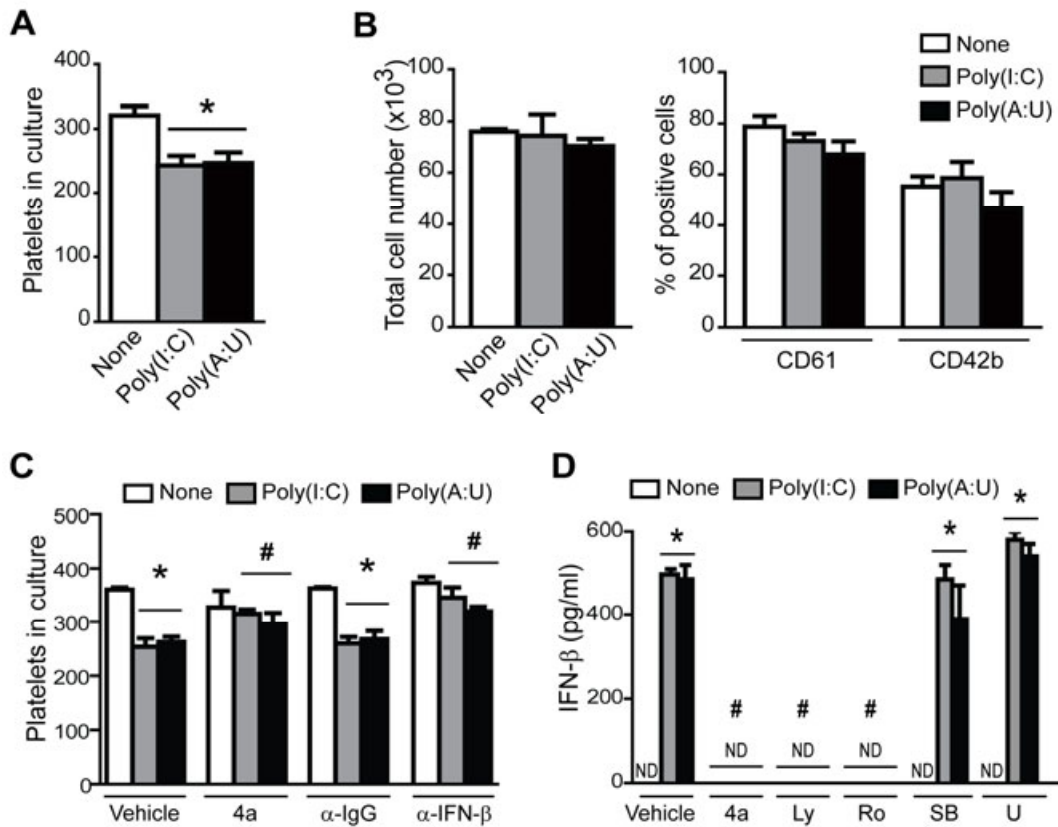 A
Platelets in culture
400
300
200
100
0
None
Poly(I:C)
Poly(A:U)
*
B
Total cell number (x10³)
100
80
60
40
20
0
None
Poly(I:C)
Poly(A:U)
None
Poly(I:C)
Poly(A:U)
% of positive cells
100
80
60
40
20
0
CD61
CD42b
C
None Poly(I:C) Poly(A:U)
Platelets in culture
500
400
300
200
100
0
* # * #
Vehicle 4a α-IgG α-IFN-β
D
None Poly(I:C) Poly(A:U)
IFN-β (pg/ml)
600
400
200
0
* # # # * *
ND ND ND ND ND ND
Vehicle 4a Ly Ro SB U